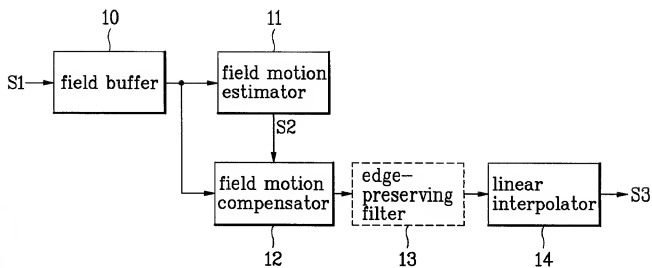 10
11
S1
field buffer
field motion
estimator
S2
field motion
compensator
edge-
preserving
filter
linear
interpolator
S3
12
13
14